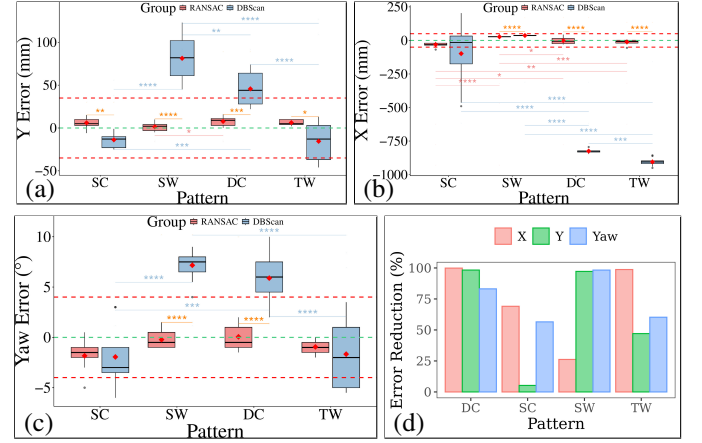 Group RANSAC DBScan
Y Error (mm)
100
50
0
−50
**** ** **** **** ** **** *** * * ***
SC SW DC TW
Pattern
(a)
Group RANSAC DBScan
X Error (mm)
250
0
−250
−500
−750
−1000
**** **** **** * *** ** * **** **** **** **** ***
SC SW DC TW
Pattern
(b)
Group RANSAC DBScan
Yaw Error (°)
10
5
0
−5
**** **** *** **** **** ****
SC SW DC TW
Pattern
(c)
X Y Yaw
Error Reduction (%)
100
75
50
25
0
DC SC SW TW
Pattern
(d)